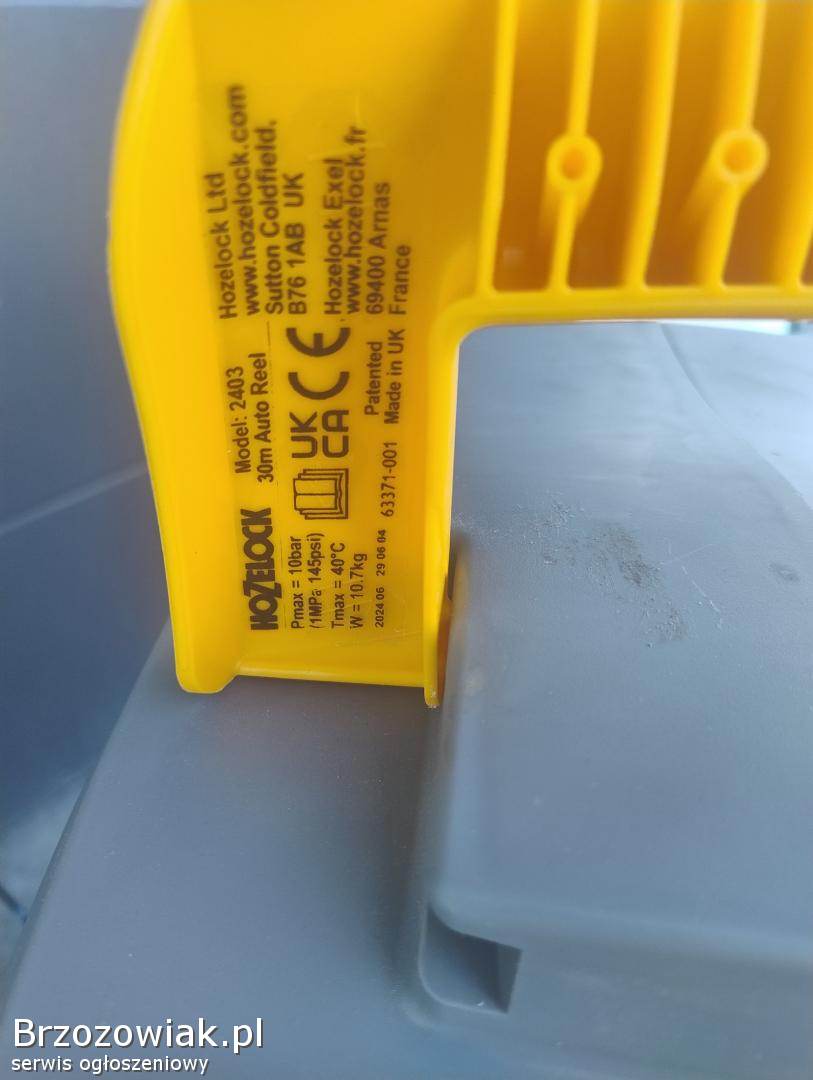 HOZELOCK
Model: 2403
30m Auto Reel
Hozelock Ltd
www.hozelock.com
Sutton Coldfield.
B76 1AB UK
Hozelock Exel
www.hozelock.fr
69400 Arnas
France
Pmax = 10bar
(1MPa 145psi)
Tmax = 40°C
W = 10.7kg
UK
CA
CE
Patented
Made in UK
2024 06 29 06 04
63371-001
Brzozowiak.pl
serwis ogłoszeniowy